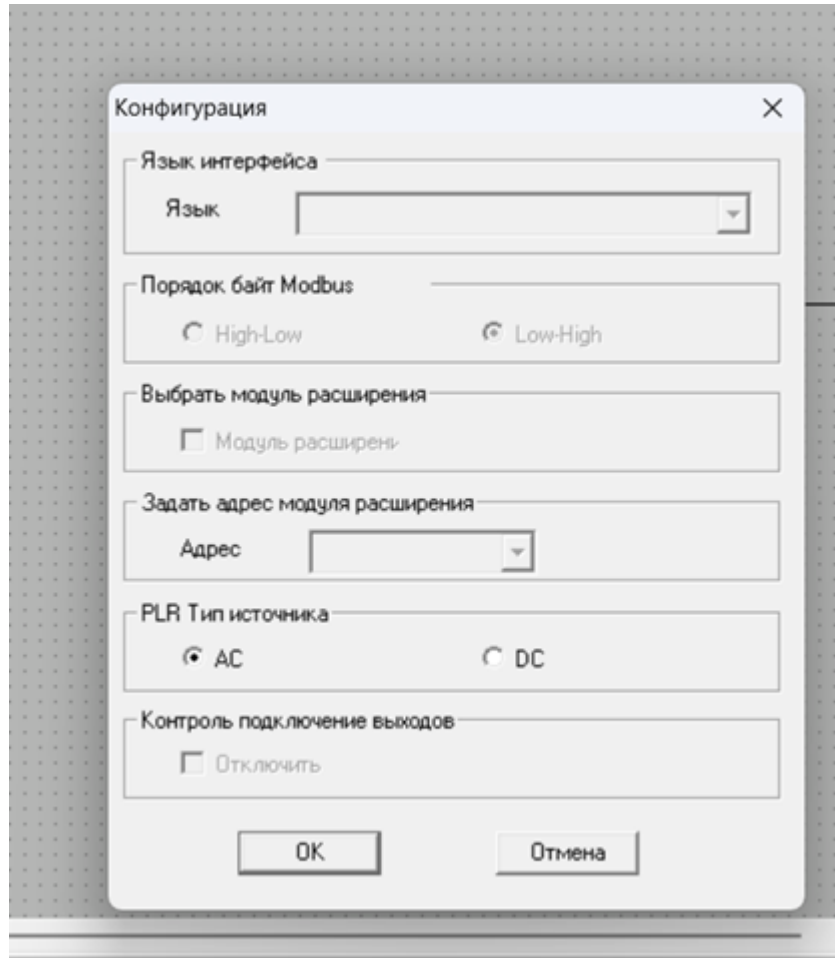 Конфигурация
Язык интерфейса
Язык
Порядок байт Modbus
High-Low Low-High
Выбрать модуль расширения
Модуль расширени
Задать адрес модуля расширения
Адрес
PLR Тип источника
AC DC
Контроль подключение выходов
Отключить
OK Отмена